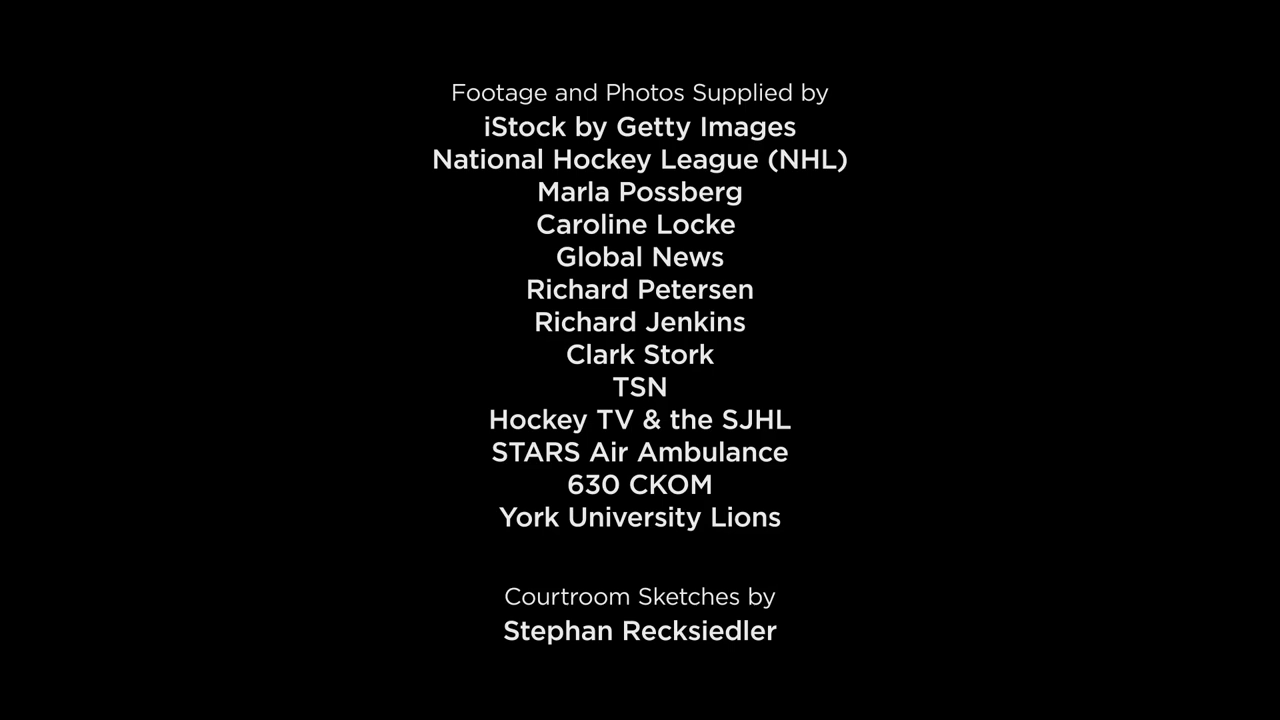 Footage and Photos Supplied by
iStock by Getty Images
National Hockey League (NHL)
Marla Possberg
Caroline Locke
Global News
Richard Petersen
Richard Jenkins
Clark Stork
TSN
Hockey TV & the SJHL
STARS Air Ambulance
630 CKOM
York University Lions
Courtroom Sketches by
Stephan Recksiedler